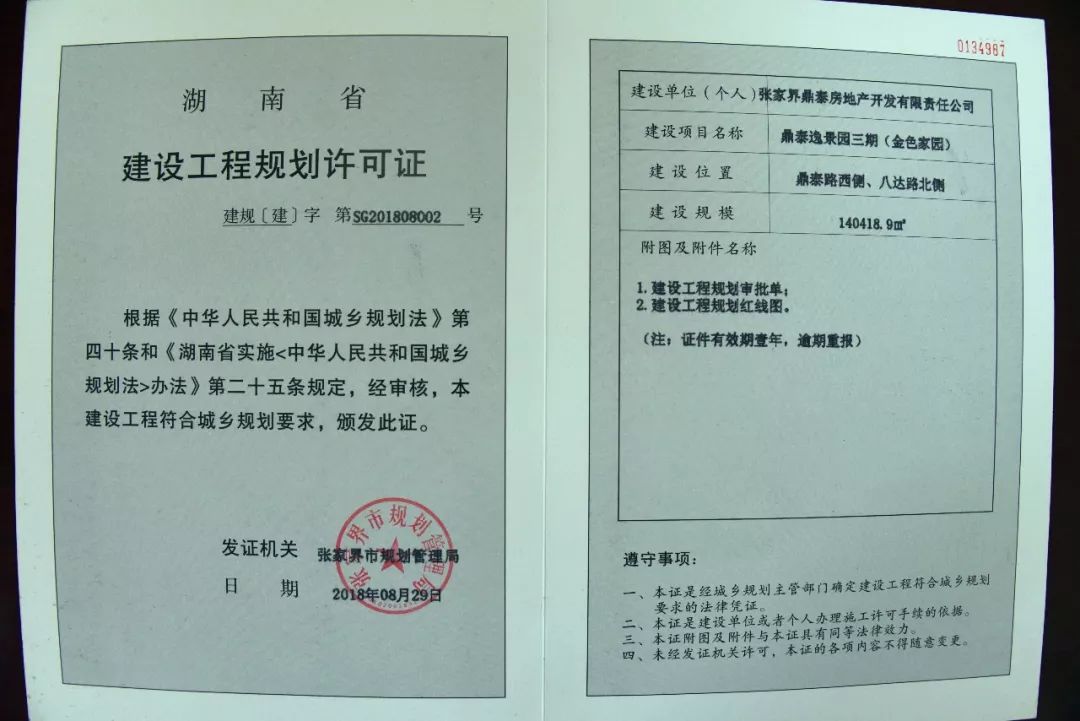 湖南省
建设工程规划许可证
建规〔建〕字 第SG201808002号
根据《中华人民共和国城乡规划法》第
四十条和《湖南省实施<中华人民共和国城乡
规划法>办法》第二十五条规定，经审核，本
建设工程符合城乡规划要求，颁发此证。
发证机关 张家界市规划管理局
日期 2018年08月29日
张家界市规划管理局
0134987
建设单位（个人） 张家界鼎泰房地产开发有限责任公司
建设项目名称 鼎泰逸景园三期（金色家园）
建设位置 鼎泰路西侧、八达路北侧
建设规模 140418.9㎡
附图及附件名称
1.建设工程规划审批单；
2.建设工程规划红线图。
（注：证件有效期壹年，逾期重报）
遵守事项：
一、本证是经城乡规划主管部门确定建设工程符合城乡规划
要求的法律凭证。
二、本证是建设单位或者个人办理施工许可手续的依据。
三、本证附图及附件与本证具有同等法律效力。
四、未经发证机关许可，本证的各项内容不得随意变更。